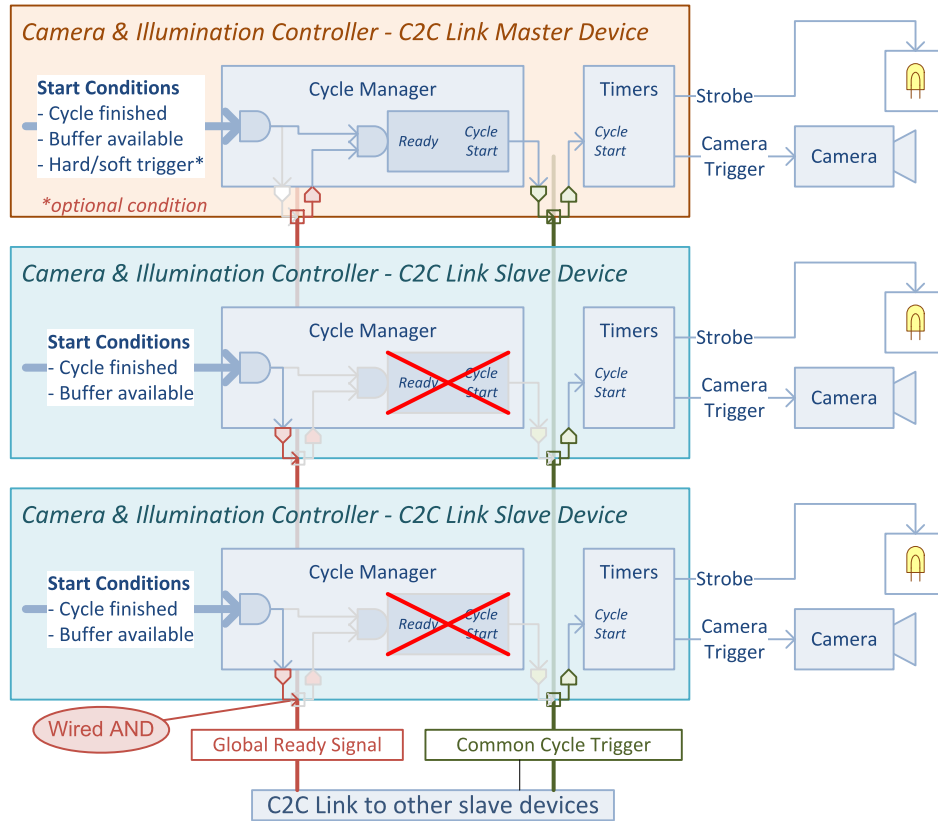 Camera & Illumination Controller - C2C Link Master Device
Start Conditions
- Cycle finished
- Buffer available
- Hard/soft trigger*
*optional condition
Cycle Manager
Ready
Cycle
Start
Timers
Cycle
Start
Strobe
Camera
Trigger
Camera
Camera & Illumination Controller - C2C Link Slave Device
Start Conditions
- Cycle finished
- Buffer available
Cycle Manager
Ready
Cycle
Start
Timers
Cycle
Start
Strobe
Camera
Trigger
Camera
Camera & Illumination Controller - C2C Link Slave Device
Start Conditions
- Cycle finished
- Buffer available
Cycle Manager
Ready
Cycle
Start
Timers
Cycle
Start
Strobe
Camera
Trigger
Camera
Wired AND
Global Ready Signal
Common Cycle Trigger
C2C Link to other slave devices